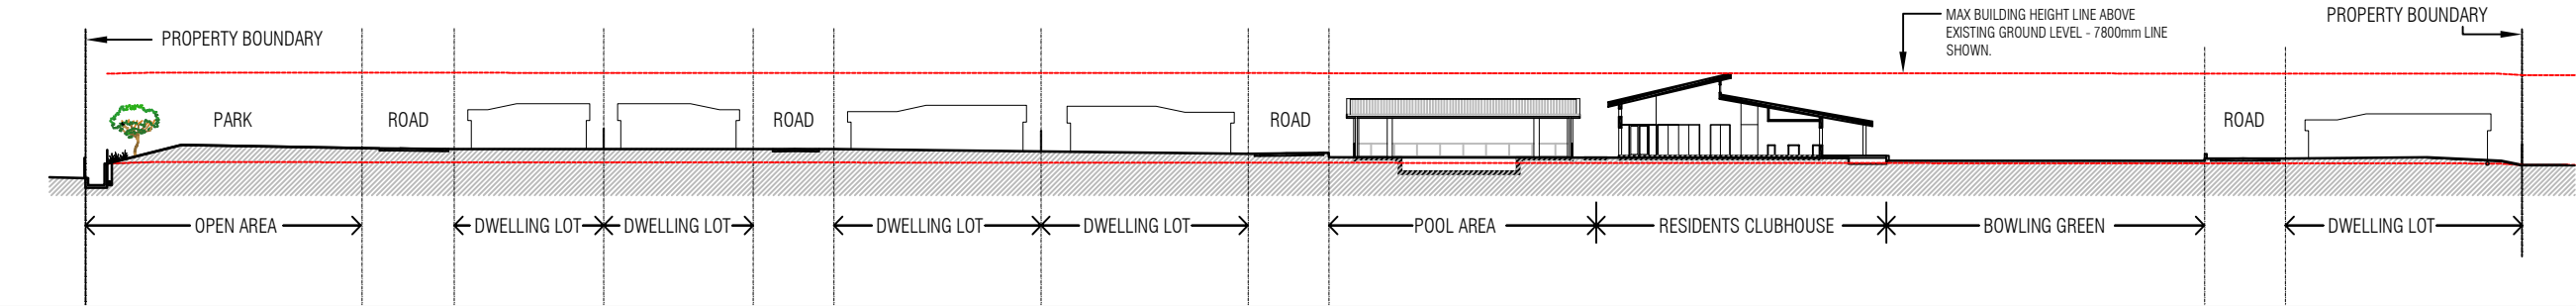 PROPERTY BOUNDARY
MAX BUILDING HEIGHT LINE ABOVE
EXISTING GROUND LEVEL - 7800mm LINE
SHOWN.
PROPERTY BOUNDARY
PARK
ROAD
ROAD
ROAD
ROAD
OPEN AREA
DWELLING LOT
DWELLING LOT
DWELLING LOT
DWELLING LOT
POOL AREA
RESIDENTS CLUBHOUSE
BOWLING GREEN
DWELLING LOT